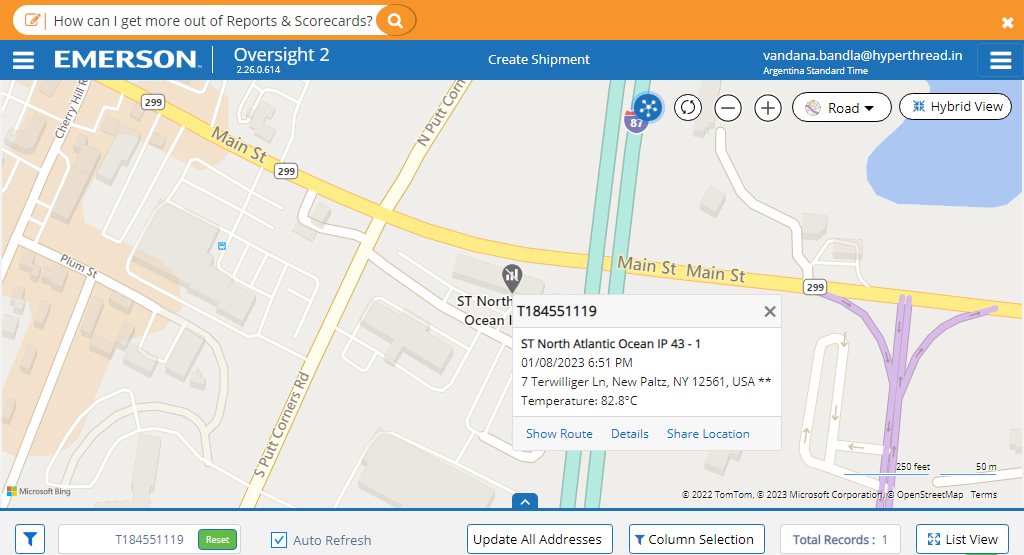 How can I get more out of Reports & Scorecards?
EMERSON.
Oversight 2
2.26.0.614
Create Shipment
vandana.bandla@hyperthread.in
Argentina Standard Time
Road
Hybrid View
87
299
Cherry Hill R
N Putt Corn
Main St
299
Plum St
Main St Main St
299
ST North
Ocean I
T184551119
ST North Atlantic Ocean IP 43 - 1
01/08/2023 6:51 PM
7 Terwilliger Ln, New Paltz, NY 12561, USA **
Temperature: 82.8°C
Show Route Details Share Location
S Putt Corners Rd
250 feet 50 m
Microsoft Bing
© 2022 TomTom, © 2023 Microsoft Corporation, © OpenStreetMap Terms
T184551119 Reset
Auto Refresh
Update All Addresses
Column Selection
Total Records : 1
List View